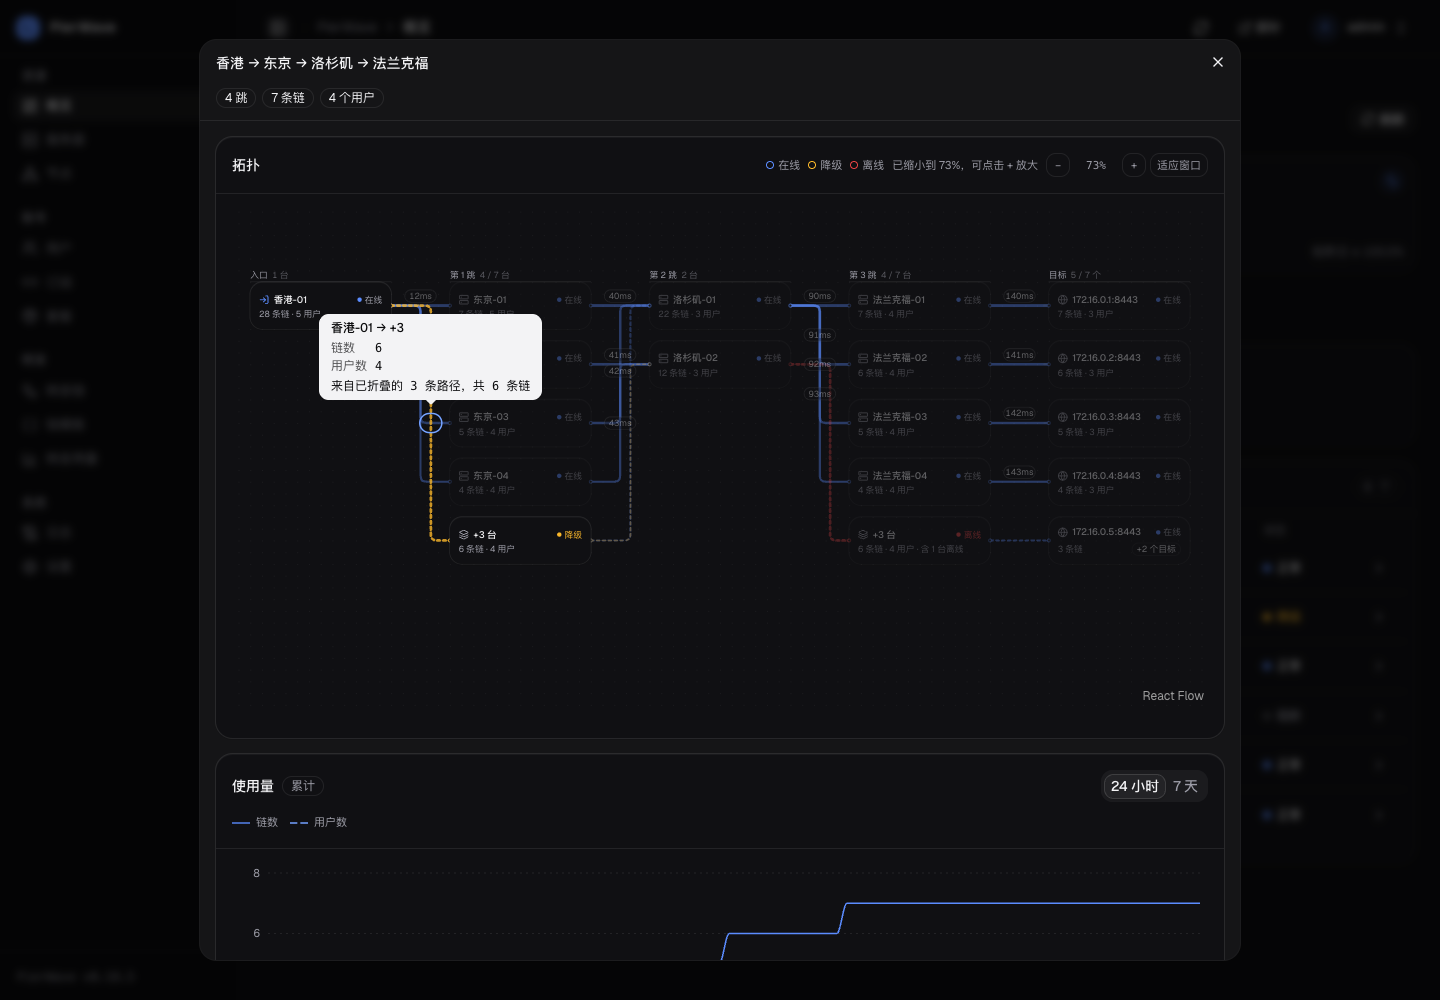 香港 → 东京 → 洛杉矶 → 法兰克福
4 跳
7 条链
4 个用户
拓扑
在线
降级
离线
已缩小到 73%，可点击 + 放大
−
73%
+
适应窗口
入口 1 台
第 1 跳 4 / 7 台
第 2 跳 2 台
第 3 跳 4 / 7 台
目标 5 / 7 个
香港-01 在线
28 条链 · 5 用户
12ms
东京-01 在线
40ms
洛杉矶-01 在线
22 条链 · 3 用户
90ms
法兰克福-01 在线
7 条链 · 4 用户
140ms
172.16.0.1:8443 在线
7 条链 · 3 用户
香港-01 → +3
链数 6
用户数 4
来自已折叠的 3 条路径，共 6 条链
在线
41ms
42ms
43ms
洛杉矶-02 在线
12 条链 · 3 用户
91ms
92ms
93ms
法兰克福-02 在线
6 条链 · 4 用户
141ms
172.16.0.2:8443 在线
6 条链 · 3 用户
东京-03 在线
5 条链 · 4 用户
法兰克福-03 在线
5 条链 · 4 用户
142ms
172.16.0.3:8443 在线
5 条链 · 3 用户
东京-04 在线
4 条链 · 4 用户
法兰克福-04 在线
4 条链 · 4 用户
143ms
172.16.0.4:8443 在线
4 条链 · 3 用户
+3 台 降级
6 条链 · 4 用户
+3 台 离线
6 条链 · 4 用户 · 含 1 台离线
172.16.0.5:8443 在线
3 条链
+2 个目标
React Flow
使用量 累计
24 小时 7 天
链数 用户数
8
6